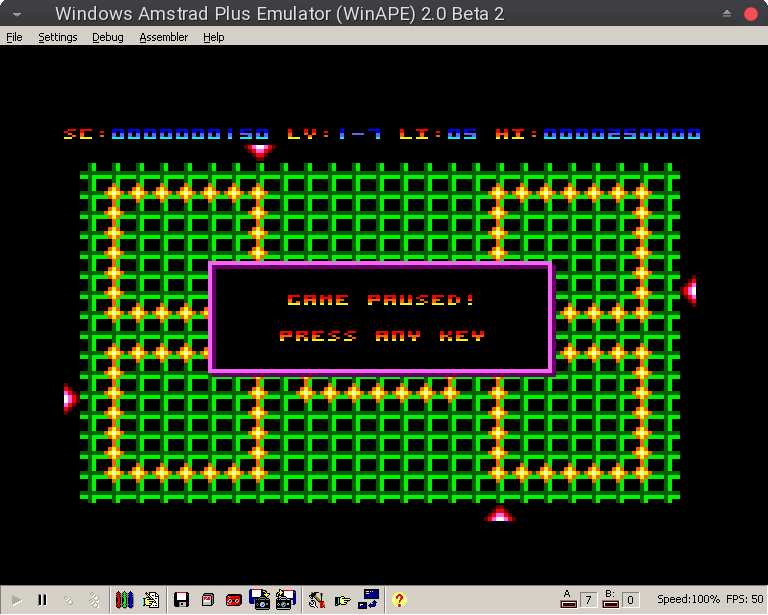 Windows Amstrad Plus Emulator (WinAPE) 2.0 Beta 2
File Settings Debug Assembler Help
SC:0000000150 LV:1-7 LI:05 HI:0000250000
GAME PAUSED!
PRESS ANY KEY
A 7 B: 0 Speed:100% FPS: 50